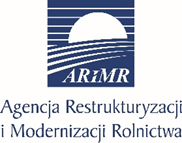 ARiMR
Agencja Restrukturyzacji
i Modernizacji Rolnictwa